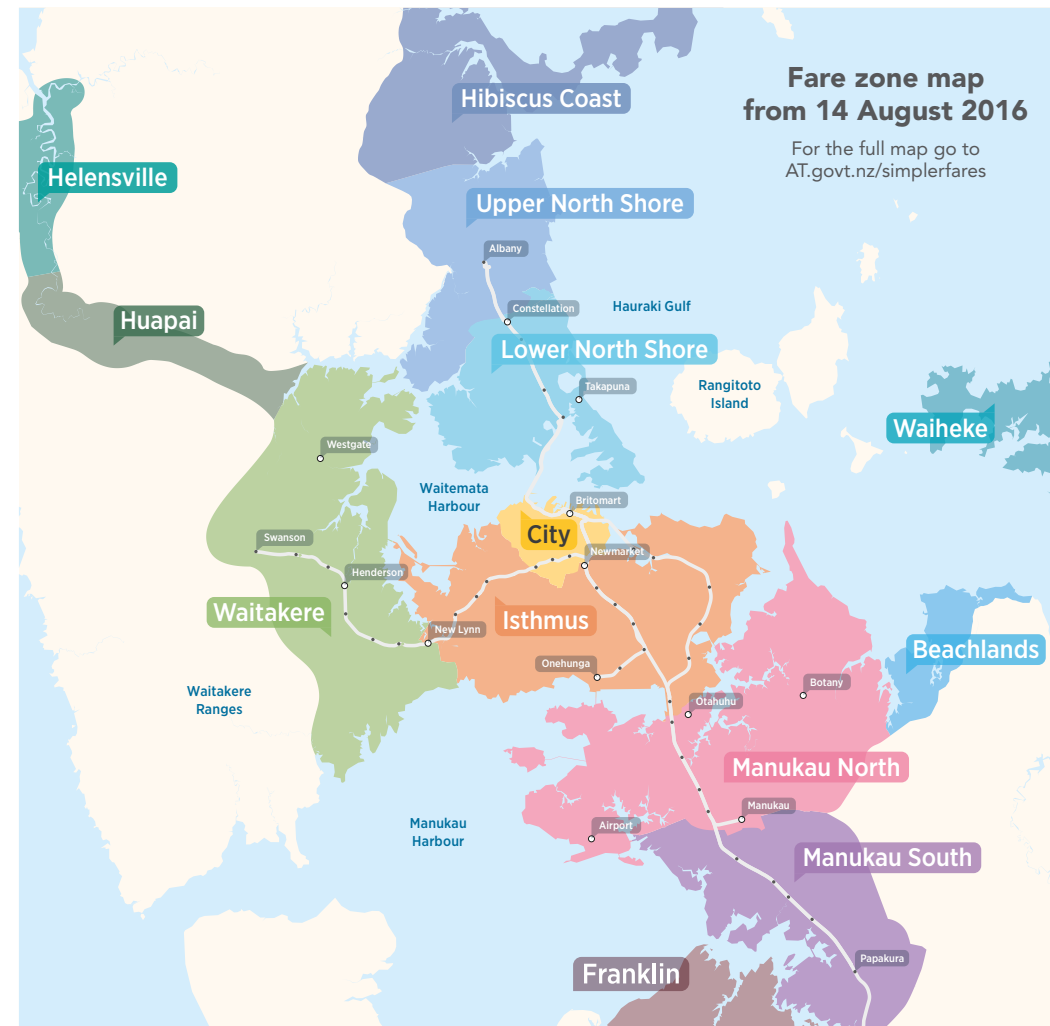 Fare zone map
from 14 August 2016
For the full map go to
AT.govt.nz/simplerfares
Hibiscus Coast
Helensville
Upper North Shore
Albany
Constellation
Hauraki Gulf
Huapai
Lower North Shore
Takapuna
Rangitoto
Island
Waiheke
Westgate
Waitemata
Harbour
Britomart
City
Swanson
Newmarket
Henderson
Waitakere
Isthmus
New Lynn
Beachlands
Onehunga
Botany
Waitakere
Ranges
Otahuhu
Manukau North
Manukau
Manukau
Harbour
Airport
Manukau South
Papakura
Franklin